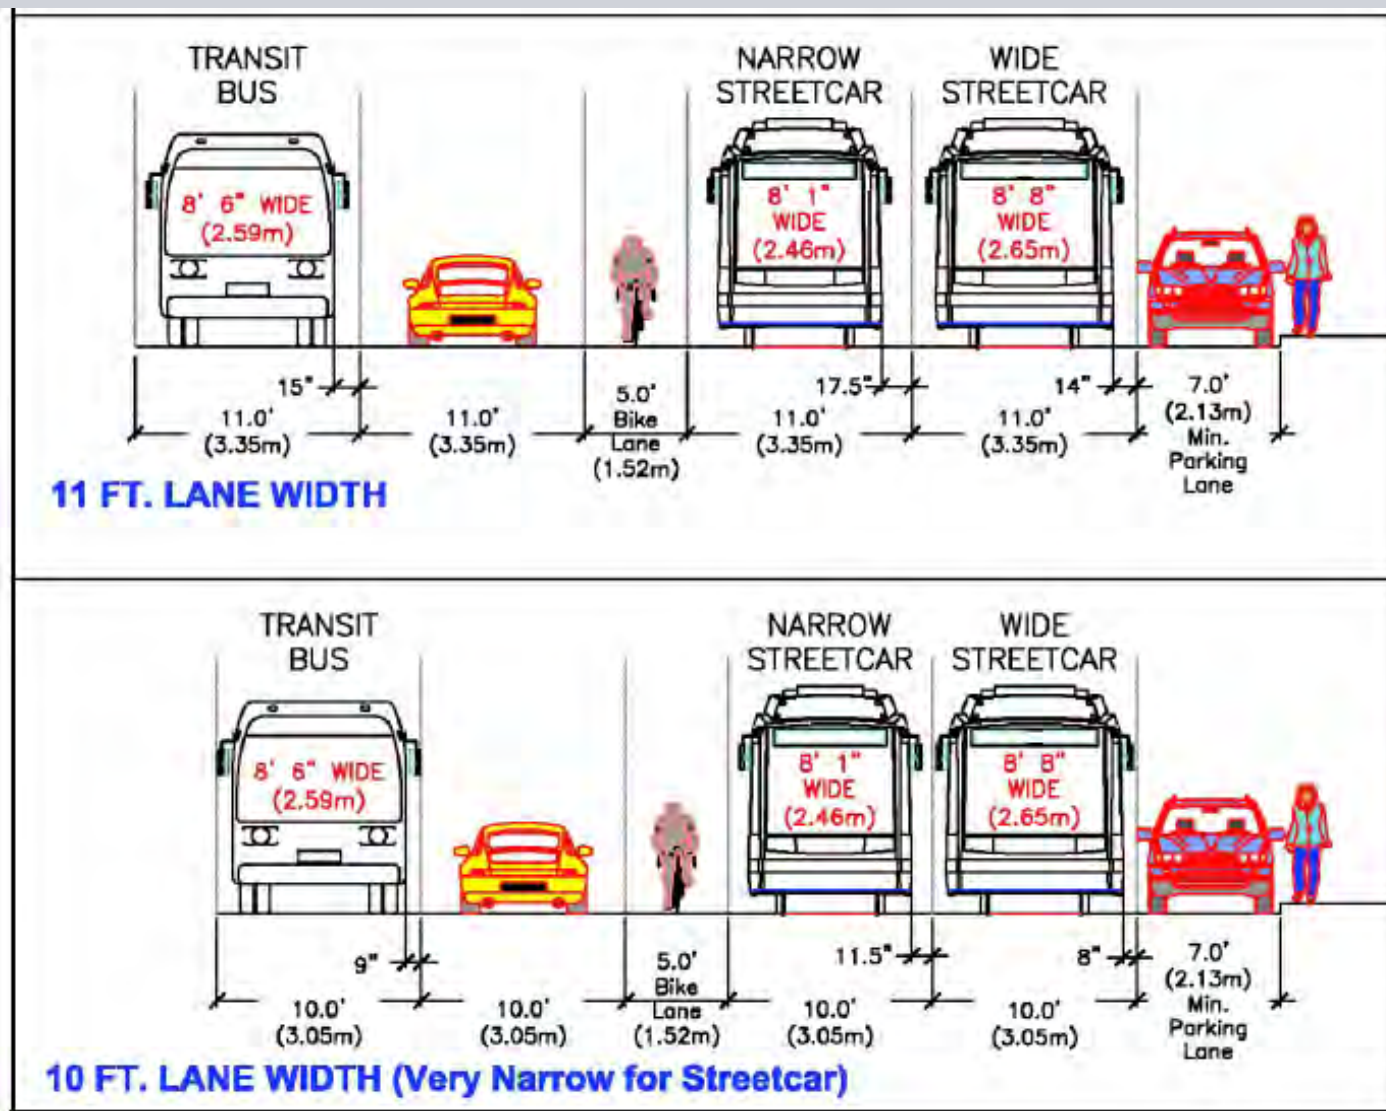 TRANSIT
BUS
NARROW
STREETCAR
WIDE
STREETCAR
8' 6" WIDE
(2.59m)
8' 1"
WIDE
(2.46m)
8' 8"
WIDE
(2.65m)
15"
11.0'
(3.35m)
11.0'
(3.35m)
5.0'
Bike
Lane
(1.52m)
17.5"
11.0'
(3.35m)
14"
11.0'
(3.35m)
7.0'
(2.13m)
Min.
Parking
Lane
11 FT. LANE WIDTH
TRANSIT
BUS
NARROW
STREETCAR
WIDE
STREETCAR
8' 6" WIDE
(2.59m)
8' 1"
WIDE
(2.46m)
8' 8"
WIDE
(2.65m)
9"
10.0'
(3.05m)
10.0'
(3.05m)
5.0'
Bike
Lane
(1.52m)
11.5"
10.0'
(3.05m)
8"
10.0'
(3.05m)
7.0'
(2.13m)
Min.
Parking
Lane
10 FT. LANE WIDTH (Very Narrow for Streetcar)